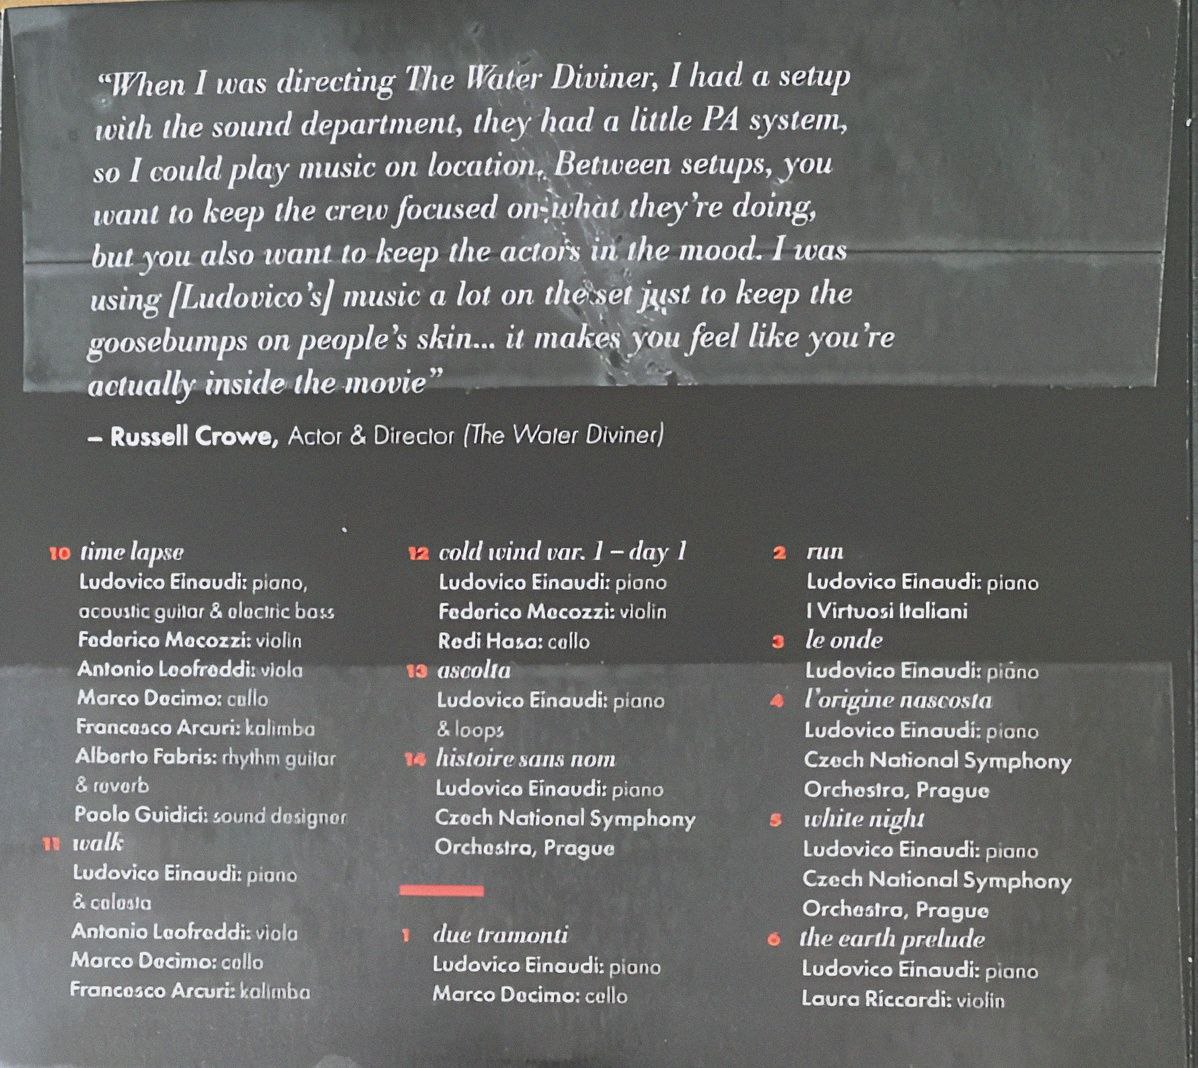 “When I was directing The Water Diviner, I had a setup
with the sound department, they had a little PA system,
so I could play music on location. Between setups, you
want to keep the crew focused on what they’re doing,
but you also want to keep the actors in the mood. I was
using [Ludovico’s] music a lot on the set just to keep the
goosebumps on people’s skin... it makes you feel like you’re
actually inside the movie”
– Russell Crowe, Actor & Director (The Water Diviner)
10 time lapse
Ludovico Einaudi: piano,
acoustic guitar & electric bass
Federico Mecozzi: violin
Antonio Leofreddi: viola
Marco Decimo: cello
Francesco Arcuri: kalimba
Alberto Fabris: rhythm guitar
& reverb
Paolo Guidici: sound designer
11 walk
Ludovico Einaudi: piano
& celesta
Antonio Leofreddi: viola
Marco Decimo: cello
Francesco Arcuri: kalimba
12 cold wind var. 1 – day 1
Ludovico Einaudi: piano
Federico Mecozzi: violin
Redi Hasa: cello
13 ascolta
Ludovico Einaudi: piano
& loops
14 histoire sans nom
Ludovico Einaudi: piano
Czech National Symphony
Orchestra, Prague
1 due tramonti
Ludovico Einaudi: piano
Marco Decimo: cello
2 run
Ludovico Einaudi: piano
I Virtuosi Italiani
3 le onde
Ludovico Einaudi: piano
4 l’origine nascosta
Ludovico Einaudi: piano
Czech National Symphony
Orchestra, Prague
5 white night
Ludovico Einaudi: piano
Czech National Symphony
Orchestra, Prague
6 the earth prelude
Ludovico Einaudi: piano
Laura Riccardi: violin